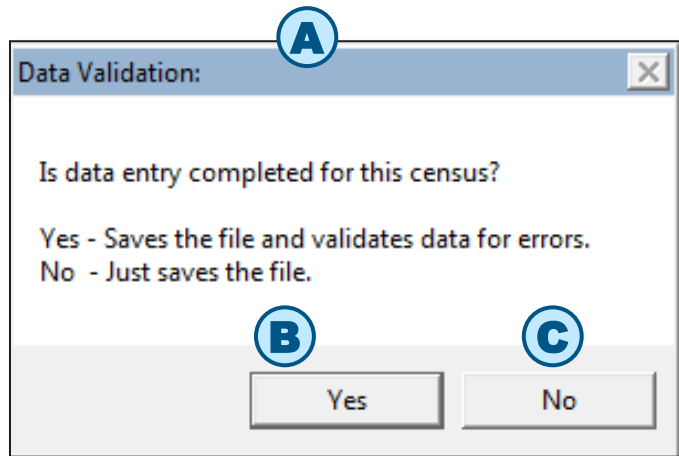 A
Data Validation:
Is data entry completed for this census?
Yes - Saves the file and validates data for errors.
No - Just saves the file.
B
C
Yes
No